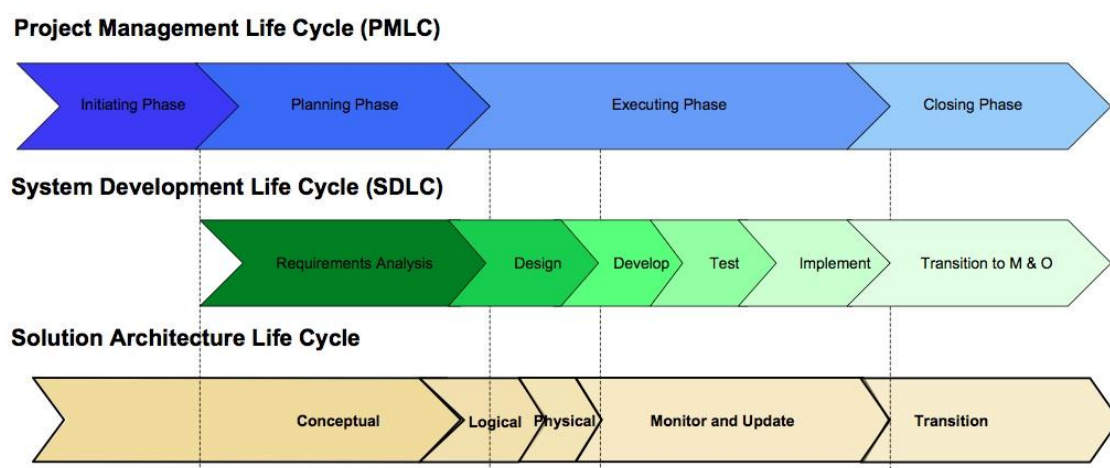 Project Management Life Cycle (PMLC)
Initiating Phase Planning Phase Executing Phase Closing Phase
System Development Life Cycle (SDLC)
Requirements Analysis Design Develop Test Implement Transition to M & O
Solution Architecture Life Cycle
Conceptual Logical Physical Monitor and Update Transition